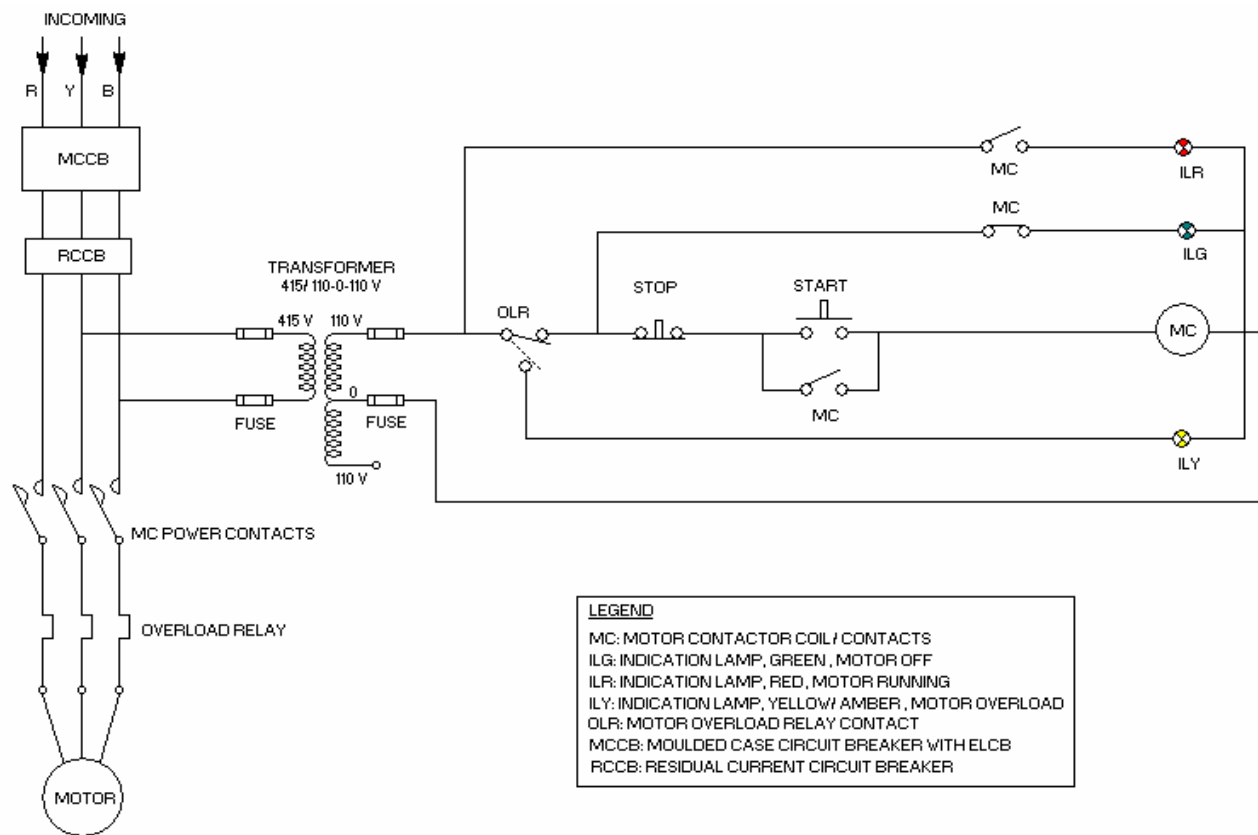 INCOMING
R Y B
MCCB
RCCB
TRANSFORMER
415/ 110-0-110 V
415 V 110 V
0
FUSE FUSE
110 V
OLR
STOP
START
MC
MC
ILR
MC
ILG
MC
ILY
MC POWER CONTACTS
OVERLOAD RELAY
MOTOR
LEGEND
MC: MOTOR CONTACTOR COIL/ CONTACTS
ILG: INDICATION LAMP, GREEN , MOTOR OFF
ILR: INDICATION LAMP, RED, MOTOR RUNNING
ILY: INDICATION LAMP, YELLOW/ AMBER , MOTOR OVERLOAD
OLR: MOTOR OVERLOAD RELAY CONTACT
MCCB: MOULDED CASE CIRCUIT BREAKER WITH ELCB
RCCB: RESIDUAL CURRENT CIRCUIT BREAKER